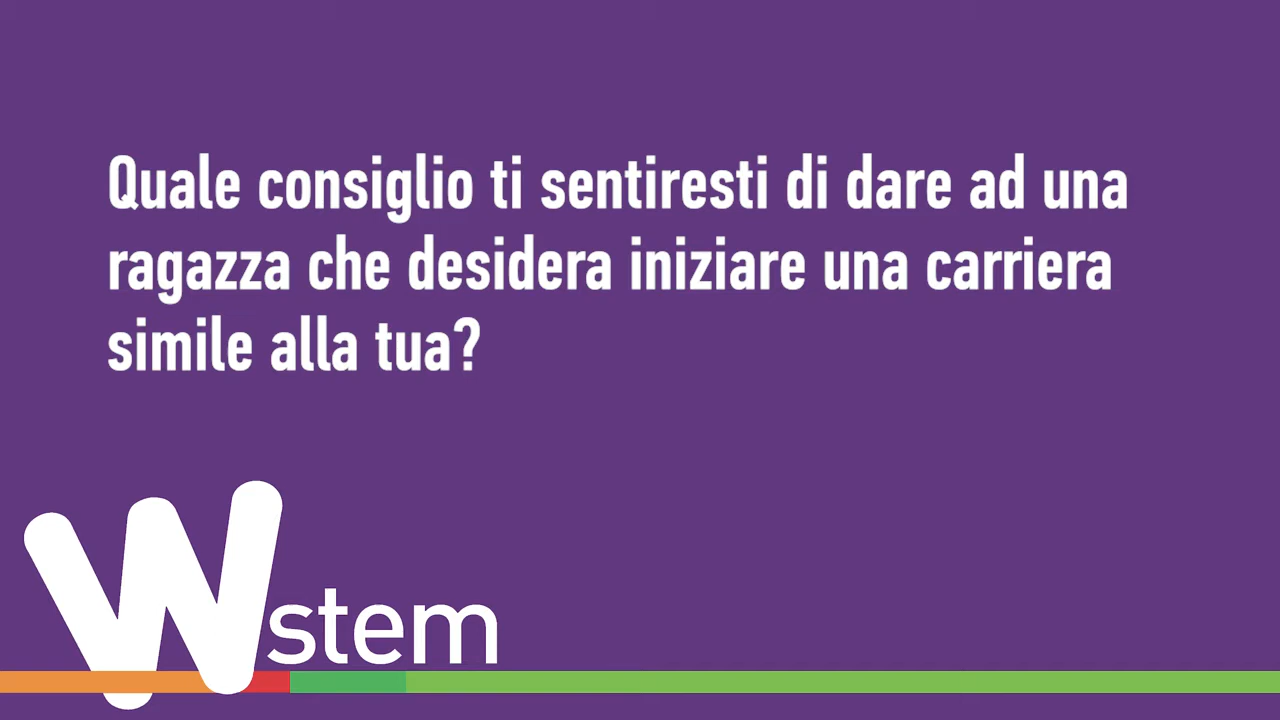 Quale consiglio ti sentiresti di dare ad una
ragazza che desidera iniziare una carriera
simile alla tua?
Wstem